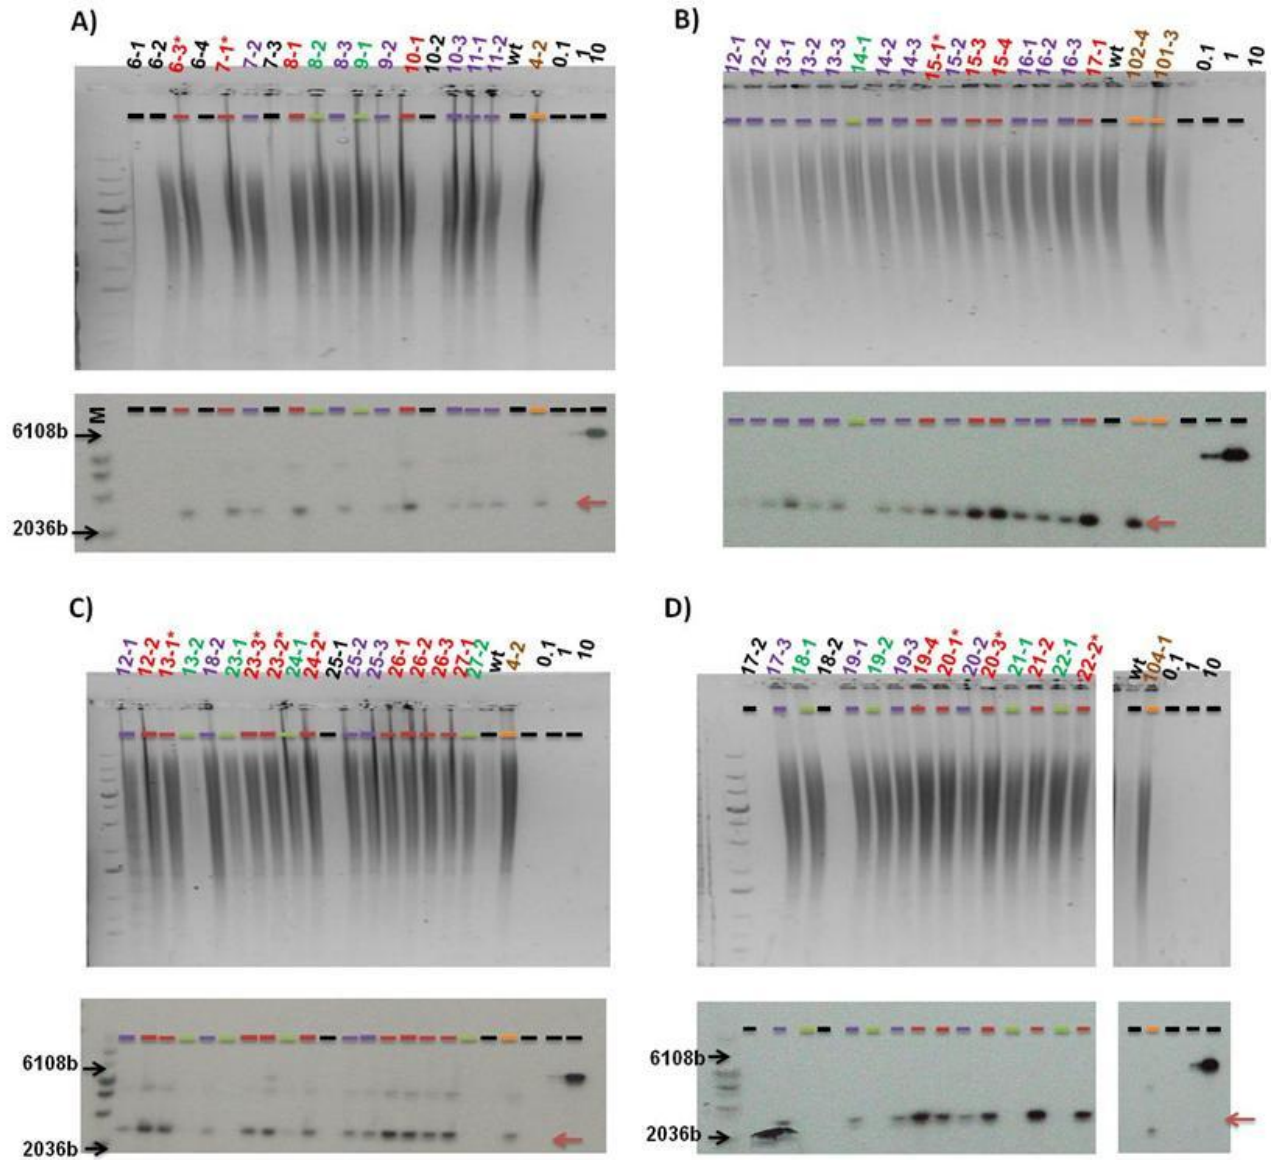 A)
6-1 6-2 6-3* 6-4 7-1* 7-2 7-3 8-1 8-2 8-3 9-1 9-2 10-1 10-2 10-3 11-1 11-2 wt 4-2 0.1 1 10
M
6108b
2036b
B)
12-1 12-2 13-1 13-2 13-3 14-1 14-2 14-3 15-1* 15-2 15-3 15-4 16-1 16-2 16-3 17-1 wt 102-4 101-3 0.1 1 10
C)
12-1 12-2 13-1* 13-2 18-2 23-1 23-3* 23-2* 24-1 24-2* 25-1 25-2 25-3 26-1 26-2 26-3 27-1 27-2 wt 4-2 0.1 1 10
6108b
2036b
D)
17-2 17-3 18-1 18-2 19-1 19-2 19-3 19-4 20-1* 20-2 20-3* 21-1 21-2 22-1 22-2* wt 104-1 0.1 1 10
6108b
2036b